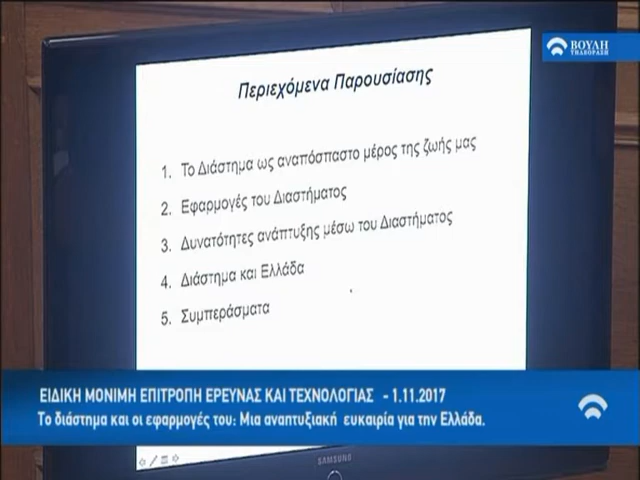 ΒΟΥΛΗ
ΤΗΛΕΟΡΑΣΗ
Περιεχόμενα Παρουσίασης
1. Το Διάστημα ως αναπόσπαστο μέρος της ζωής μας
2. Εφαρμογές του Διαστήματος
3. Δυνατότητες ανάπτυξης μέσω του Διαστήματος
4. Διάστημα και Ελλάδα
5. Συμπεράσματα
ΕΙΔΙΚΗ ΜΟΝΙΜΗ ΕΠΙΤΡΟΠΗ ΕΡΕΥΝΑΣ ΚΑΙ ΤΕΧΝΟΛΟΓΙΑΣ - 1.11.2017
Το διάστημα και οι εφαρμογές του: Μια αναπτυξιακή ευκαιρία για την Ελλάδα.
SAMSUNG